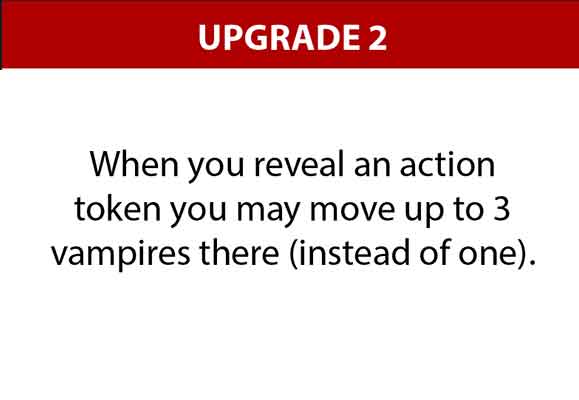 UPGRADE 2
When you reveal an action
token you may move up to 3
vampires there (instead of one).